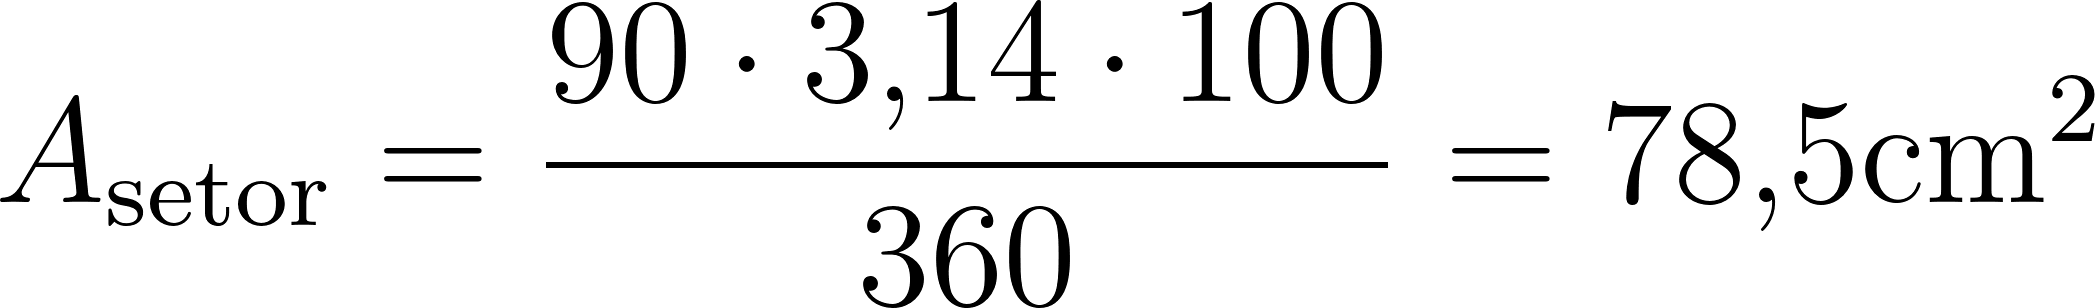 A_setor = 90 · 3,14 · 100 / 360 = 78,5cm²